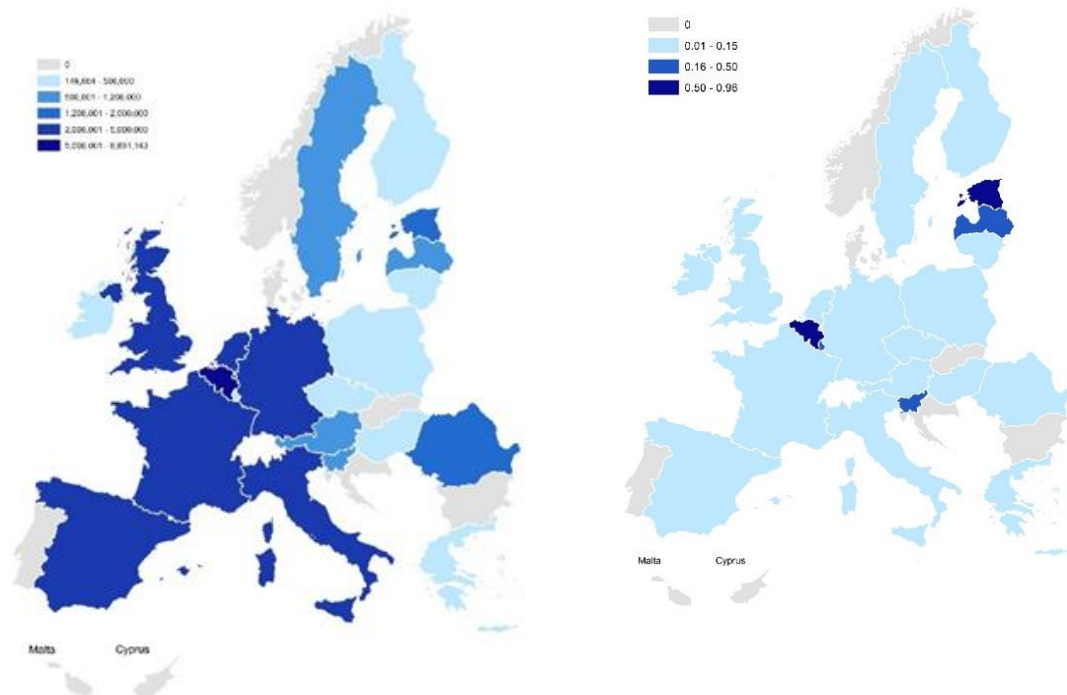 0
500,001 - 1,200,000
1,200,001 - 2,000,000
2,000,001 - 5,000,000
Malta Cyprus
0
0.01 - 0.15
0.16 - 0.50
0.50 - 0.96
Malta Cyprus